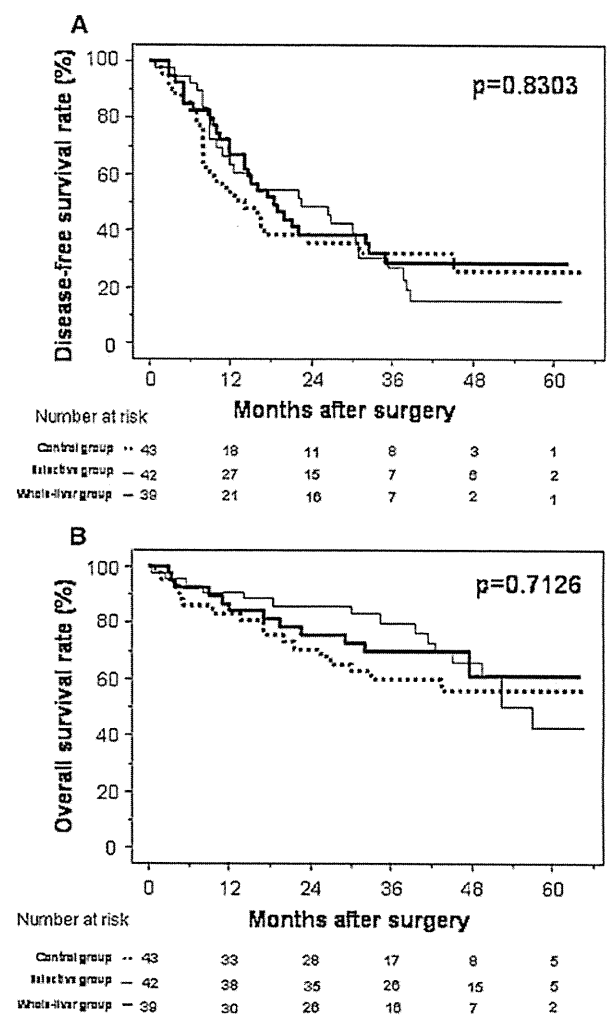 A
p=0.8303
Disease-free survival rate (%)
100
80
60
40
20
0
0 12 24 36 48 60
Months after surgery
Number at risk
Control group 43 18 11 8 3 1
Selective group 42 27 15 7 6 2
Whole-liver group 39 21 16 7 2 1
B
p=0.7126
Overall survival rate (%)
100
80
60
40
20
0
0 12 24 36 48 60
Months after surgery
Number at risk
Control group 43 33 28 17 8 5
Selective group 42 38 35 26 15 5
Whole-liver group 39 30 26 16 7 2